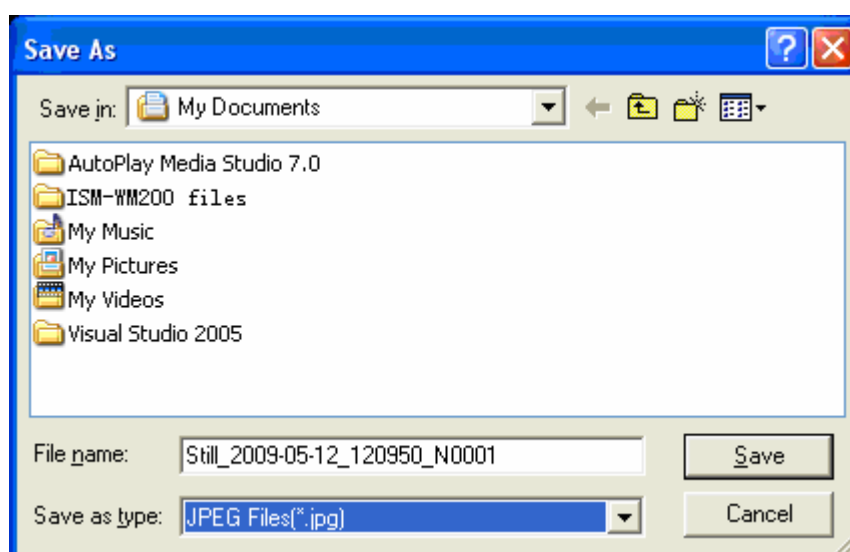 Save As
Save in: My Documents
AutoPlay Media Studio 7.0
ISM-WM200 files
My Music
My Pictures
My Videos
Visual Studio 2005
File name: Still_2009-05-12_120950_N0001 Save
Save as type: JPEG Files(*.jpg) Cancel